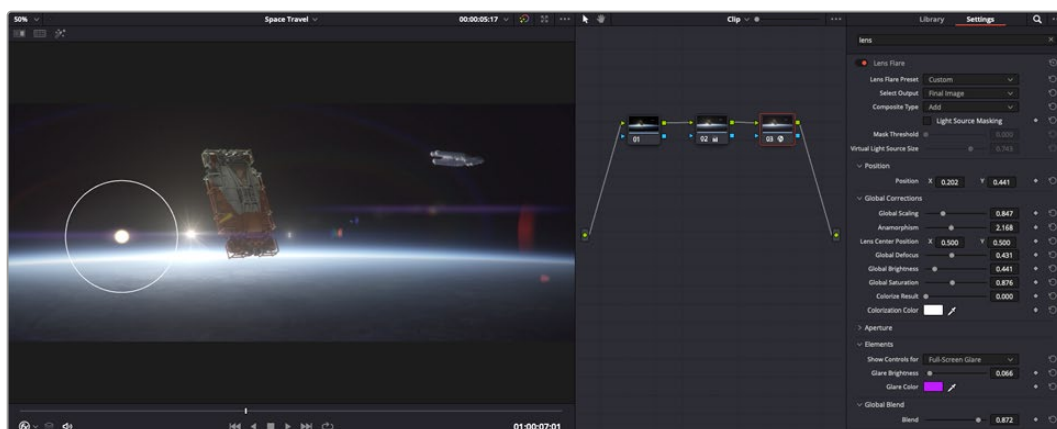 50%
Space Travel
00:00:05:17
Clip
Library
Settings
lens
Lens Flare
Lens Flare Preset Custom
Select Output Final Image
Composite Type Add
Light Source Masking
Mask Threshold 0.000
Virtual Light Source Size 0.743
Position
Position X 0.202 Y 0.441
Global Corrections
Global Scaling 0.847
Anamorphism 2.168
Lens Center Position X 0.500 Y 0.500
Global Defocus 0.431
Global Brightness 0.441
Global Saturation 0.876
Colorize Result 0.000
Colorization Color
Aperture
Elements
Show Controls for Full-Screen Glare
Glare Brightness 0.066
Glare Color
Global Blend
Blend 0.872
01
02
03
01:00:07:01